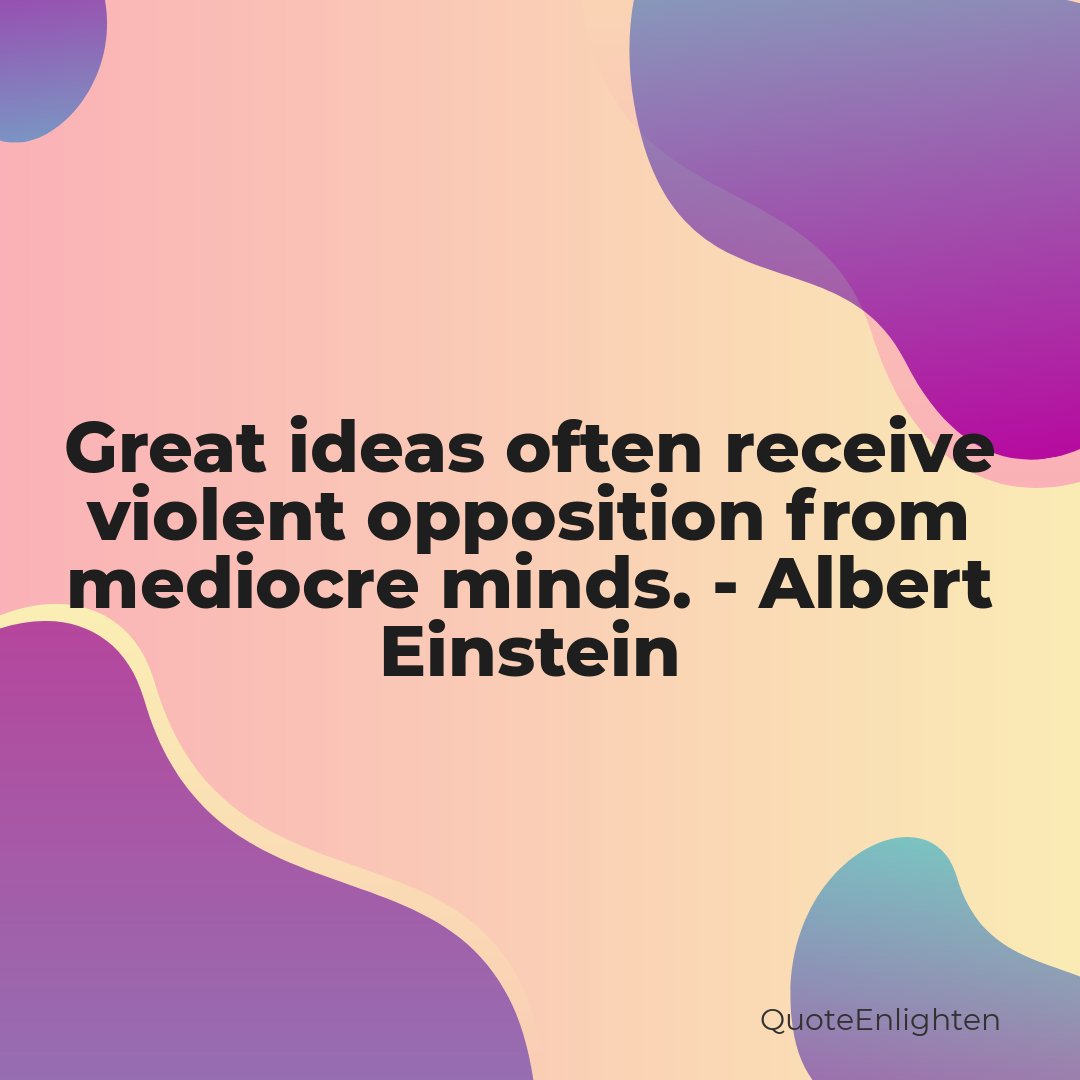 Great ideas often receive
violent opposition from
mediocre minds. - Albert
Einstein
QuoteEnlighten